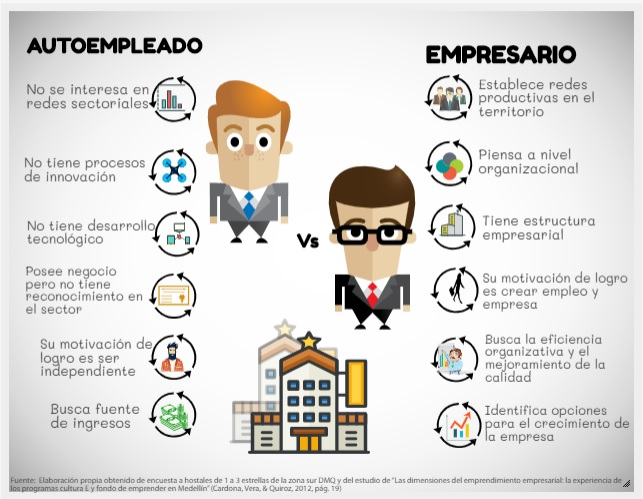 AUTOEMPLEADO
No se interesa en
redes sectoriales
No tiene procesos
de innovación
No tiene desarrollo
tecnológico
Posee negocio
pero no tiene
reconocimiento en
el sector
Su motivación de
logro es ser
independiente
Busca fuente
de ingresos
Vs
EMPRESARIO
Establece redes
productivas en el
territorio
Piensa a nivel
organizacional
Tiene estructura
empresarial
Su motivación de logro
es crear empleo y
empresa
Busca la eficiencia
organizativa y el
mejoramiento de la
calidad
Identifica opciones
para el crecimiento de
la empresa
Fuente: Elaboración propia obtenido de encuesta a hostales de 1 a 3 estrellas de la zona sur DMQ y del estudio de "Las dimensiones del emprendimiento empresarial: la experiencia de
los programas cultura E y fondo de emprender en Medellín" (Cardona, Vera, & Quiroz, 2012, pág. 19)